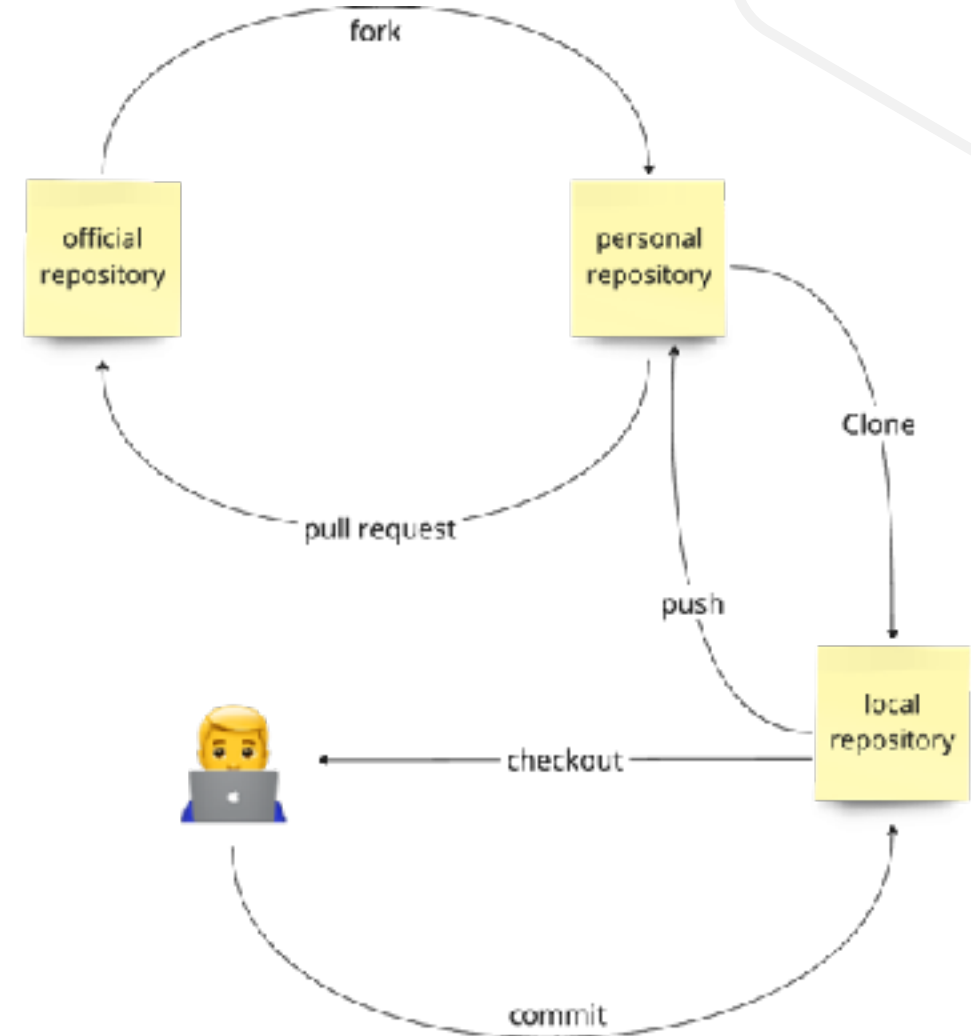 fork
official
repository
personal
repository
Clone
pull request
push
local
repository
checkout
commit